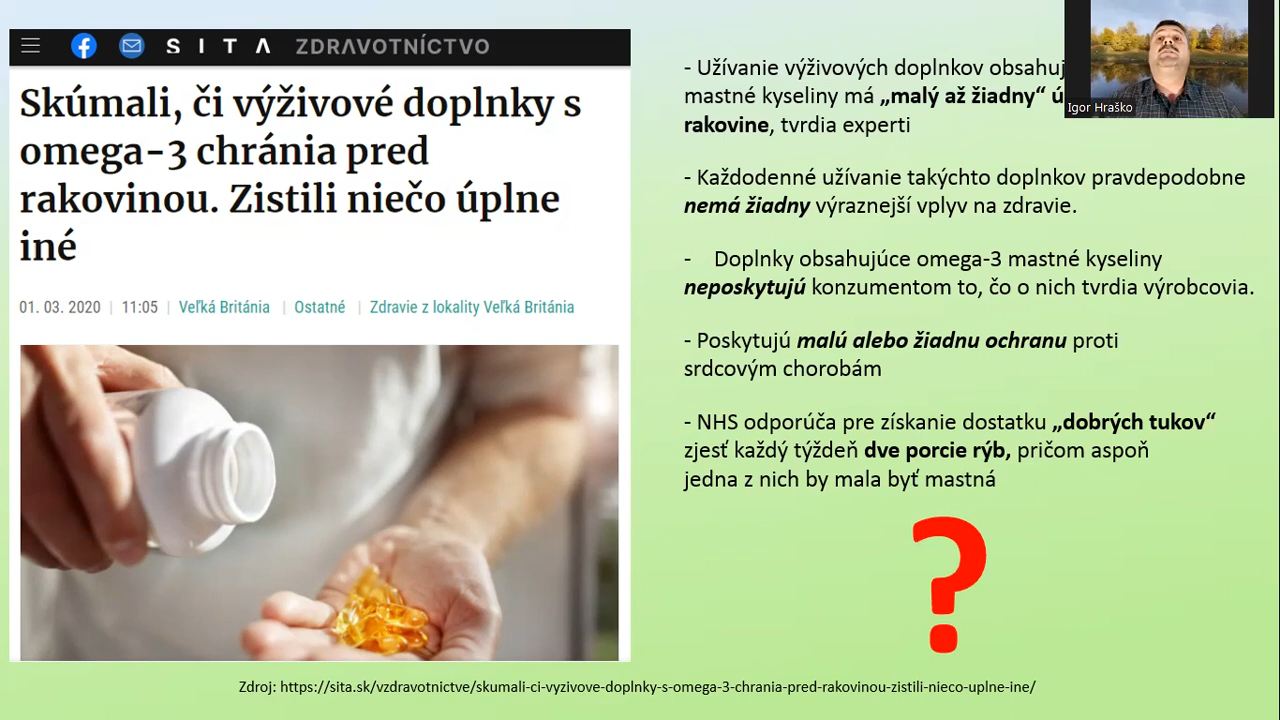 SITA ZDRAVOTNÍCTVO
Skúmali, či výživové doplnky s
omega-3 chránia pred
rakovinou. Zistili niečo úplne
iné
01. 03. 2020 | 11:05 | Veľká Británia | Ostatné | Zdravie z lokality Veľká Británia
- Užívanie výživových doplnkov obsahuj
mastné kyseliny má „malý až žiadny“ ú
rakovine, tvrdia experti
- Každodenné užívanie takýchto doplnkov pravdepodobne
nemá žiadny výraznejší vplyv na zdravie.
- Doplnky obsahujúce omega-3 mastné kyseliny
neposkytujú konzumentom to, čo o nich tvrdia výrobcovia.
- Poskytujú malú alebo žiadnu ochranu proti
srdcovým chorobám
- NHS odporúča pre získanie dostatku „dobrých tukov“
zjesť každý týždeň dve porcie rýb, pričom aspoň
jedna z nich by mala byť mastná
?
Igor Hraško
Zdroj: https://sita.sk/vzdravotnictve/skumali-ci-vyzivove-doplnky-s-omega-3-chrania-pred-rakovinou-zistili-nieco-uplne-ine/